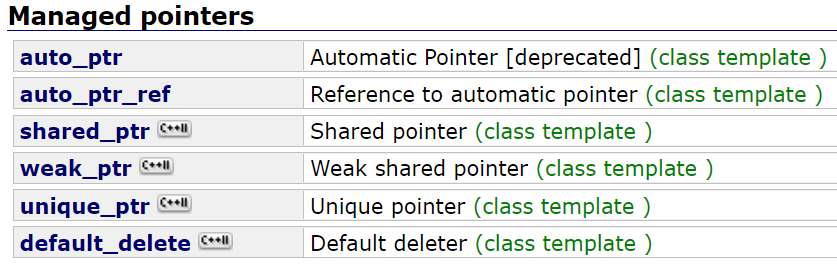 Managed pointers
auto_ptr Automatic Pointer [deprecated] (class template )
auto_ptr_ref Reference to automatic pointer (class template )
shared_ptr C++11 Shared pointer (class template )
weak_ptr C++11 Weak shared pointer (class template )
unique_ptr C++11 Unique pointer (class template )
default_delete C++11 Default deleter (class template )